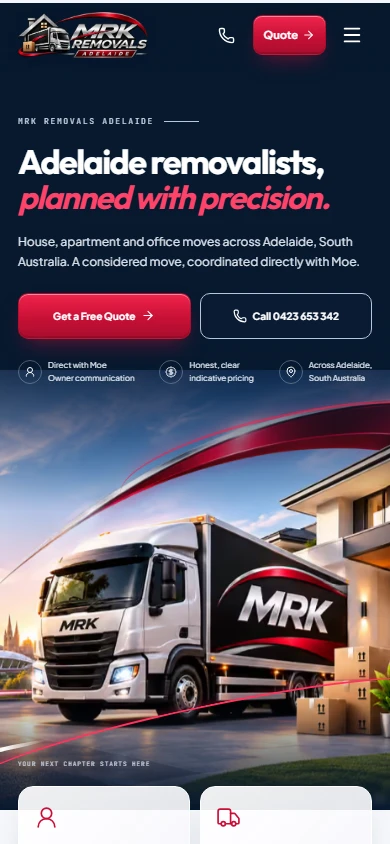 MRK
REMOVALS
ADELAIDE
Quote
MRK REMOVALS ADELAIDE
Adelaide removalists,
planned with precision.
House, apartment and office moves across Adelaide, South
Australia. A considered move, coordinated directly with Moe.
Get a Free Quote
Call 0423 653 342
Direct with Moe
Owner communication
Honest, clear
indicative pricing
Across Adelaide,
South Australia
MRK
MRK
YOUR NEXT CHAPTER STARTS HERE